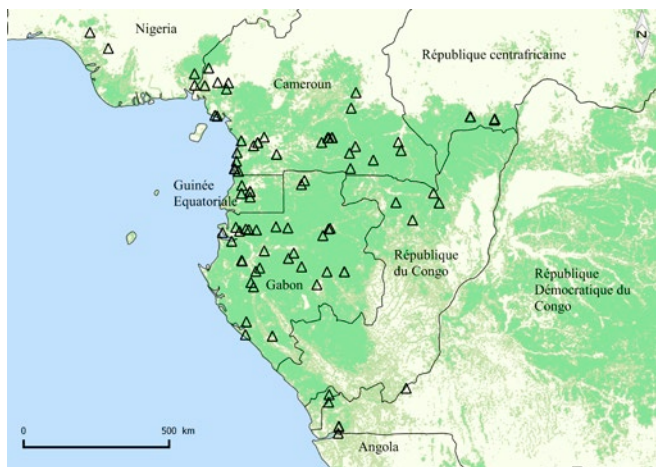 Nigeria
République centrafricaine
Cameroun
Guinée
Equatoriale
République
du Congo
République
Démocratique du
Congo
Gabon
0 500
km
Angola
N